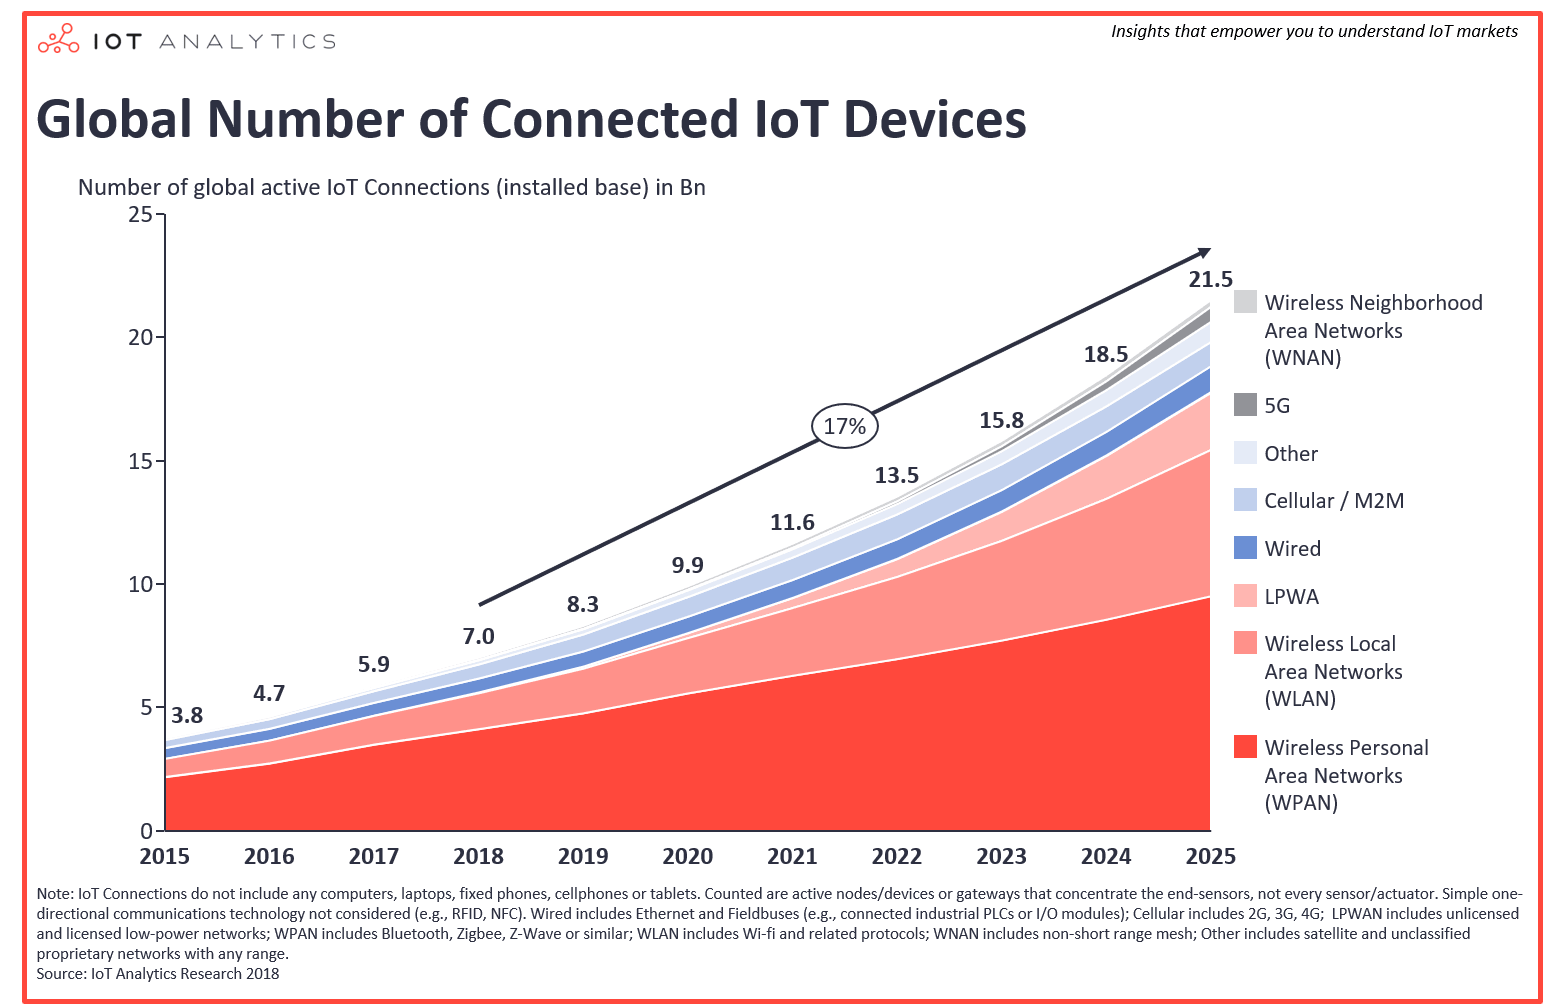 IOT ANALYTICS
Insights that empower you to understand IoT markets
Global Number of Connected IoT Devices
Number of global active IoT Connections (installed base) in Bn
25
20
15
10
5
0
3.8
4.7
5.9
7.0
8.3
9.9
11.6
13.5
15.8
18.5
21.5
17%
Wireless Neighborhood
Area Networks
(WNAN)
5G
Other
Cellular / M2M
Wired
LPWA
Wireless Local
Area Networks
(WLAN)
Wireless Personal
Area Networks
(WPAN)
2015 2016 2017 2018 2019 2020 2021 2022 2023 2024 2025
Note: IoT Connections do not include any computers, laptops, fixed phones, cellphones or tablets. Counted are active nodes/devices or gateways that concentrate the end-sensors, not every sensor/actuator. Simple one-
directional communications technology not considered (e.g., RFID, NFC). Wired includes Ethernet and Fieldbuses (e.g., connected industrial PLCs or I/O modules); Cellular includes 2G, 3G, 4G; LPWAN includes unlicensed
and licensed low-power networks; WPAN includes Bluetooth, Zigbee, Z-Wave or similar; WLAN includes Wi-fi and related protocols; WNAN includes non-short range mesh; Other includes satellite and unclassified
proprietary networks with any range.
Source: IoT Analytics Research 2018